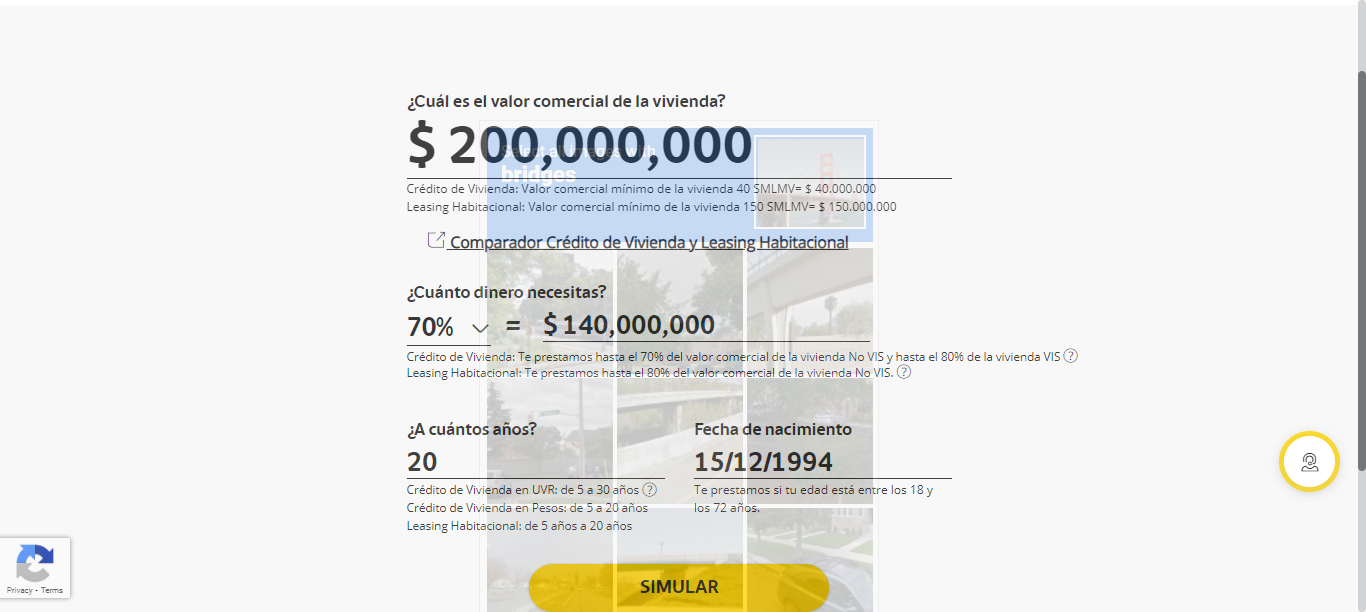 ¿Cuál es el valor comercial de la vivienda?
$ 200,000,000
Select all images with
bridges
Crédito de Vivienda: Valor comercial mínimo de la vivienda 40 SMLMV= $ 40.000.000
Leasing Habitacional: Valor comercial mínimo de la vivienda 150 SMLMV= $ 150.000.000
Comparador Crédito de Vivienda y Leasing Habitacional
¿Cuánto dinero necesitas?
70% = $ 140,000,000
Crédito de Vivienda: Te prestamos hasta el 70% del valor comercial de la vivienda No VIS y hasta el 80% de la vivienda VIS ?
Leasing Habitacional: Te prestamos hasta el 80% del valor comercial de la vivienda No VIS. ?
¿A cuántos años?
20
Crédito de Vivienda en UVR: de 5 a 30 años ?
Crédito de Vivienda en Pesos: de 5 a 20 años
Leasing Habitacional: de 5 años a 20 años
Fecha de nacimiento
15/12/1994
Te prestamos si tu edad está entre los 18 y
los 72 años.
SIMULAR
Privacy - Terms